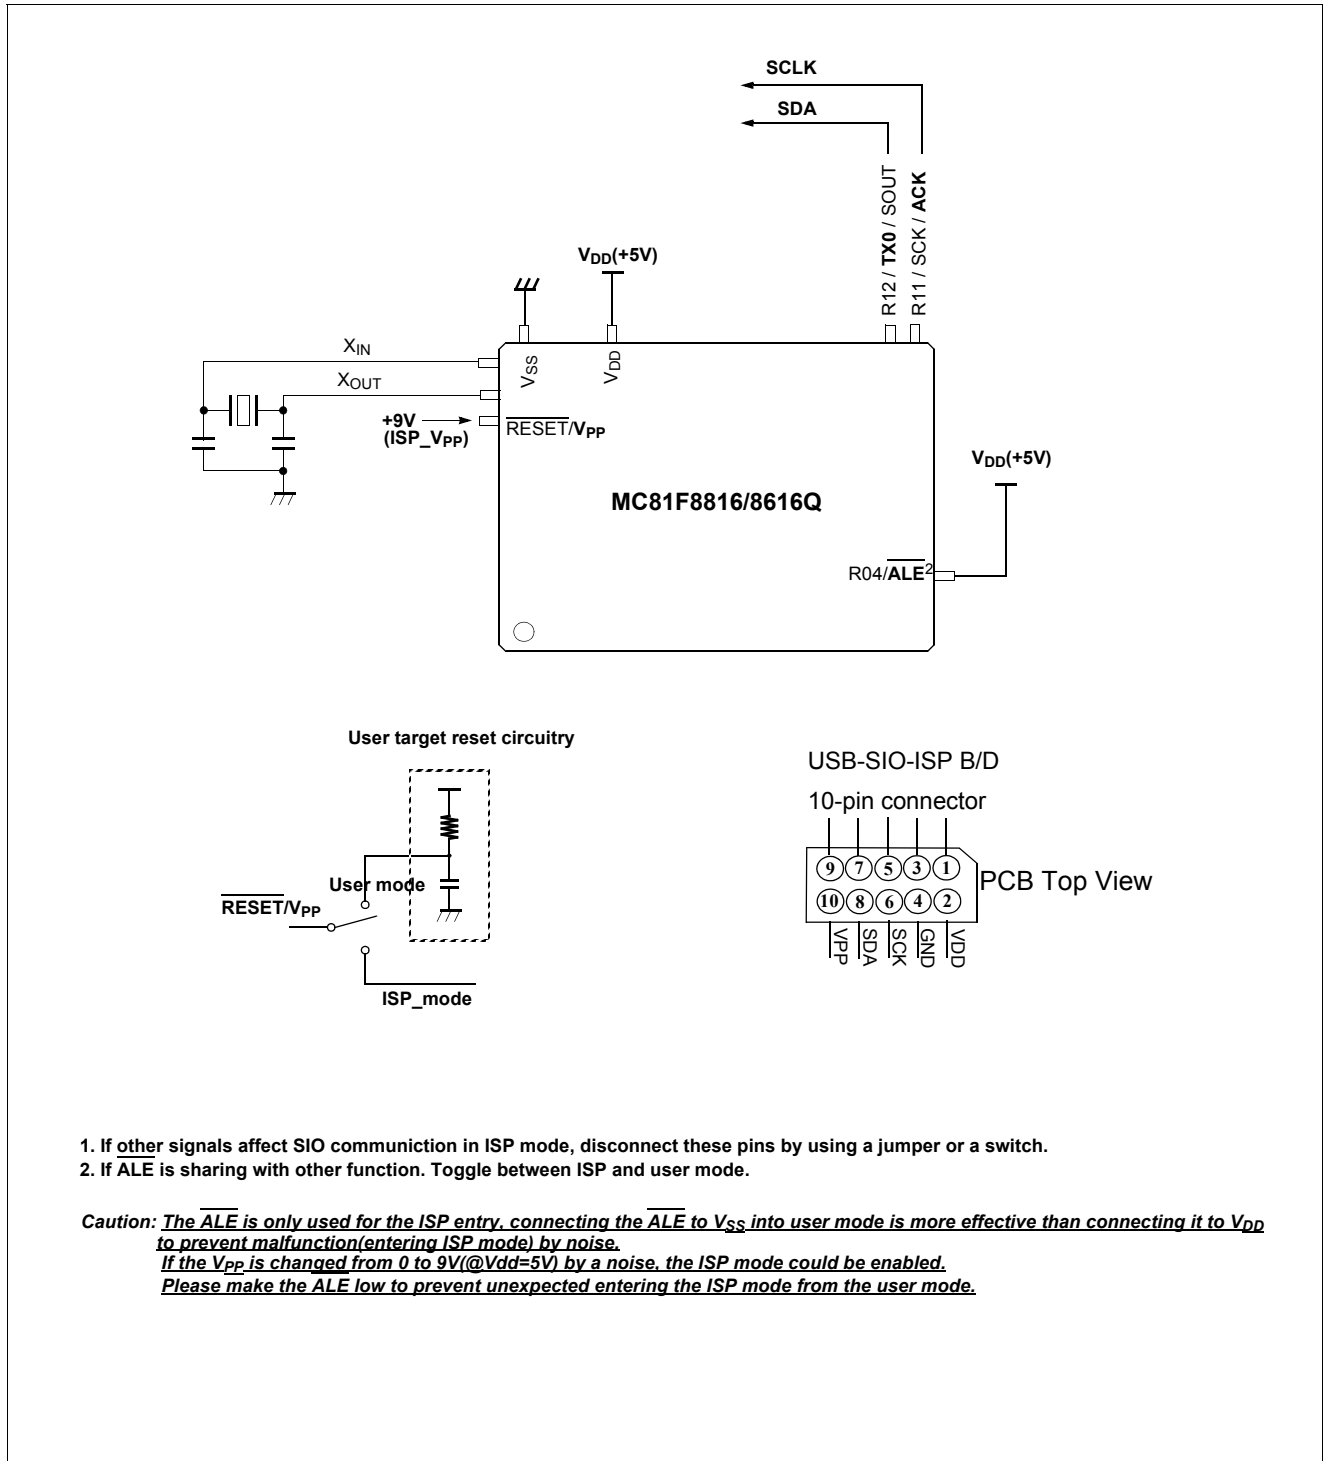 SCLK
SDA
R12 / TX0 / SOUT
R11 / SCK / ACK
VDD(+5V)
XIN
XOUT
VSS
VDD
+9V
(ISP_VPP)
RESET/VPP
VDD(+5V)
MC81F8816/8616Q
R04/ALE2
User target reset circuitry
User mode
RESET/VPP
ISP_mode
USB-SIO-ISP B/D
10-pin connector
9 7 5 3 1
PCB Top View
10 8 6 4 2
VPP SDA SCK GND VDD
1. If other signals affect SIO communiction in ISP mode, disconnect these pins by using a jumper or a switch.
2. If ALE is sharing with other function. Toggle between ISP and user mode.
Caution: The ALE is only used for the ISP entry, connecting the ALE to VSS into user mode is more effective than connecting it to VDD
to prevent malfunction(entering ISP mode) by noise.
If the VPP is changed from 0 to 9V(@Vdd=5V) by a noise, the ISP mode could be enabled.
Please make the ALE low to prevent unexpected entering the ISP mode from the user mode.